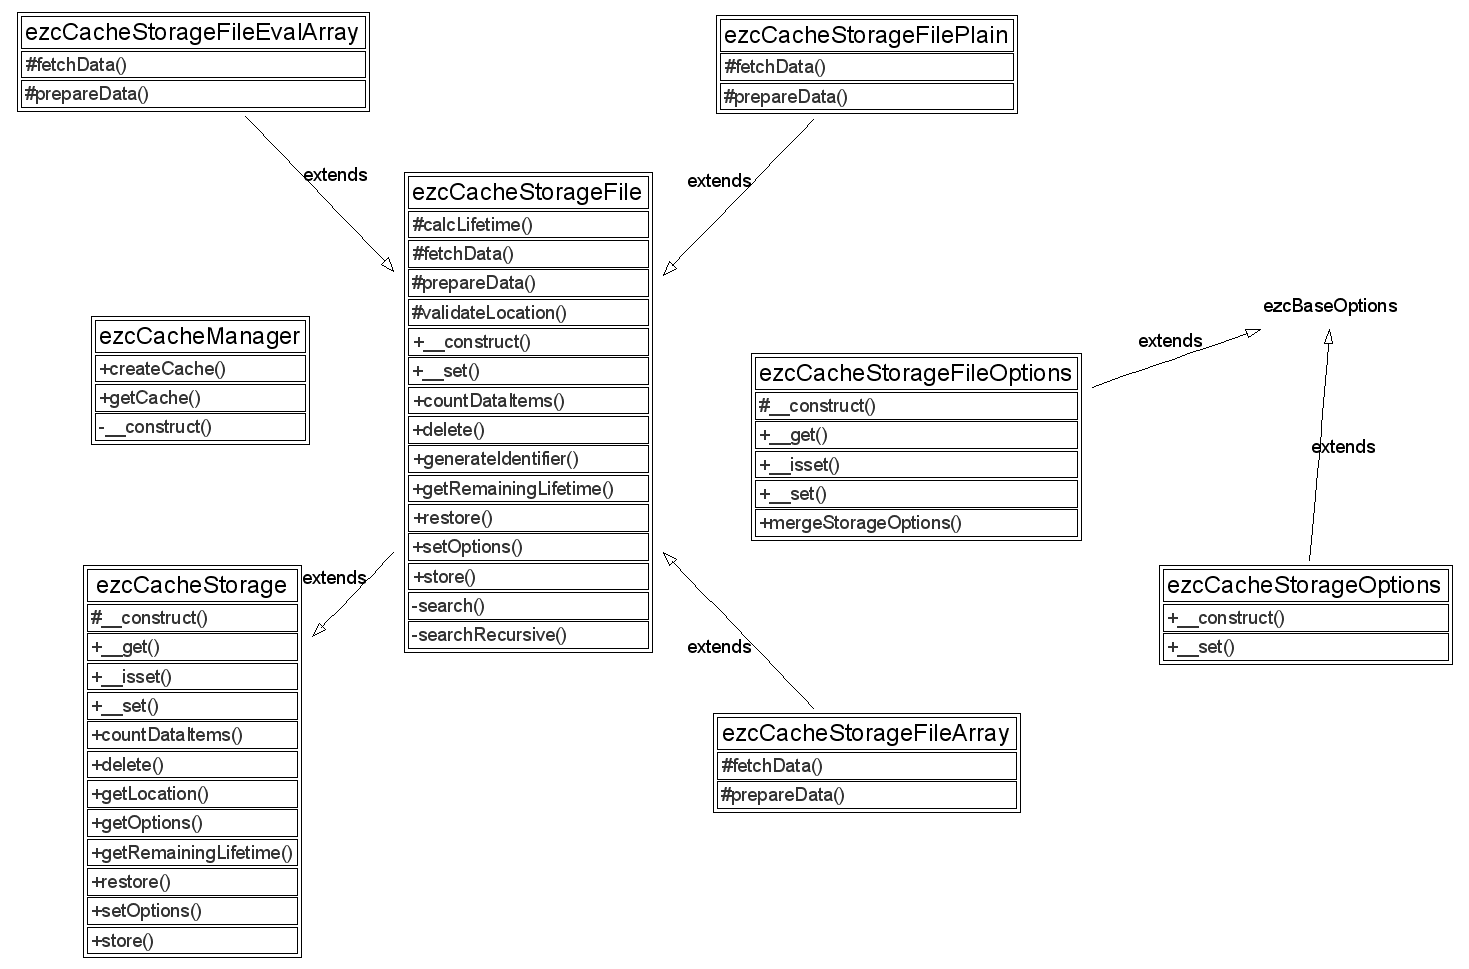 ezcCacheStorageFileEvalArray
#fetchData()
#prepareData()
ezcCacheStorageFilePlain
#fetchData()
#prepareData()
extends
extends
ezcCacheStorageFile
#calcLifetime()
#fetchData()
#prepareData()
#validateLocation()
+__construct()
+__set()
+countDataItems()
+delete()
+generateIdentifier()
+getRemainingLifetime()
+restore()
+setOptions()
+store()
-search()
-searchRecursive()
ezcCacheManager
+createCache()
+getCache()
-__construct()
ezcBaseOptions
extends
ezcCacheStorageFileOptions
#__construct()
+__get()
+__isset()
+__set()
+mergeStorageOptions()
extends
ezcCacheStorageOptions
+__construct()
+__set()
extends
ezcCacheStorage
#__construct()
+__get()
+__isset()
+__set()
+countDataItems()
+delete()
+getLocation()
+getOptions()
+getRemainingLifetime()
+restore()
+setOptions()
+store()
extends
ezcCacheStorageFileArray
#fetchData()
#prepareData()